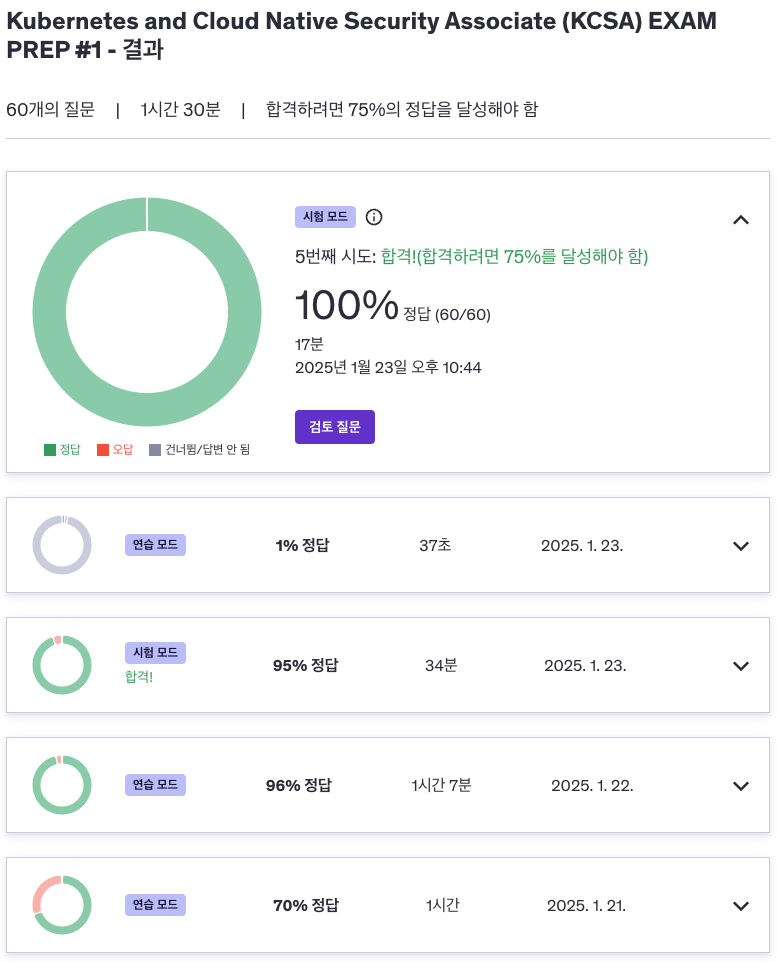 Kubernetes and Cloud Native Security Associate (KCSA) EXAM
PREP #1 - 결과
60개의 질문 | 1시간 30분 | 합격하려면 75%의 정답을 달성해야 함
시험 모드
5번째 시도: 합격!(합격하려면 75%를 달성해야 함)
100% 정답 (60/60)
17분
2025년 1월 23일 오후 10:44
검토 질문
정답 오답 건너뜀/답변 안 됨
연습 모드 1% 정답 37초 2025. 1. 23.
시험 모드
합격!
95% 정답 34분 2025. 1. 23.
연습 모드 96% 정답 1시간 7분 2025. 1. 22.
연습 모드 70% 정답 1시간 2025. 1. 21.